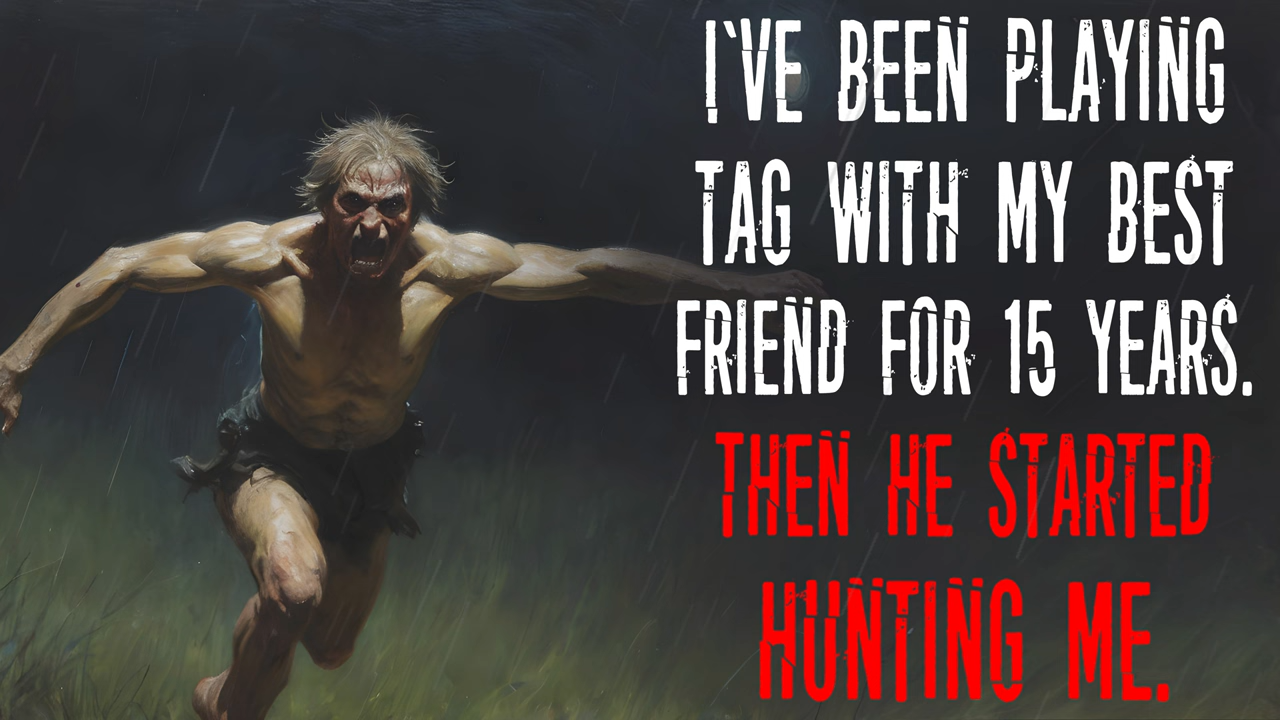 I'VE BEEN PLAYING
TAG WITH MY BEST
FRIEND FOR 15 YEARS.
THEN HE STARTED
HUNTING ME.